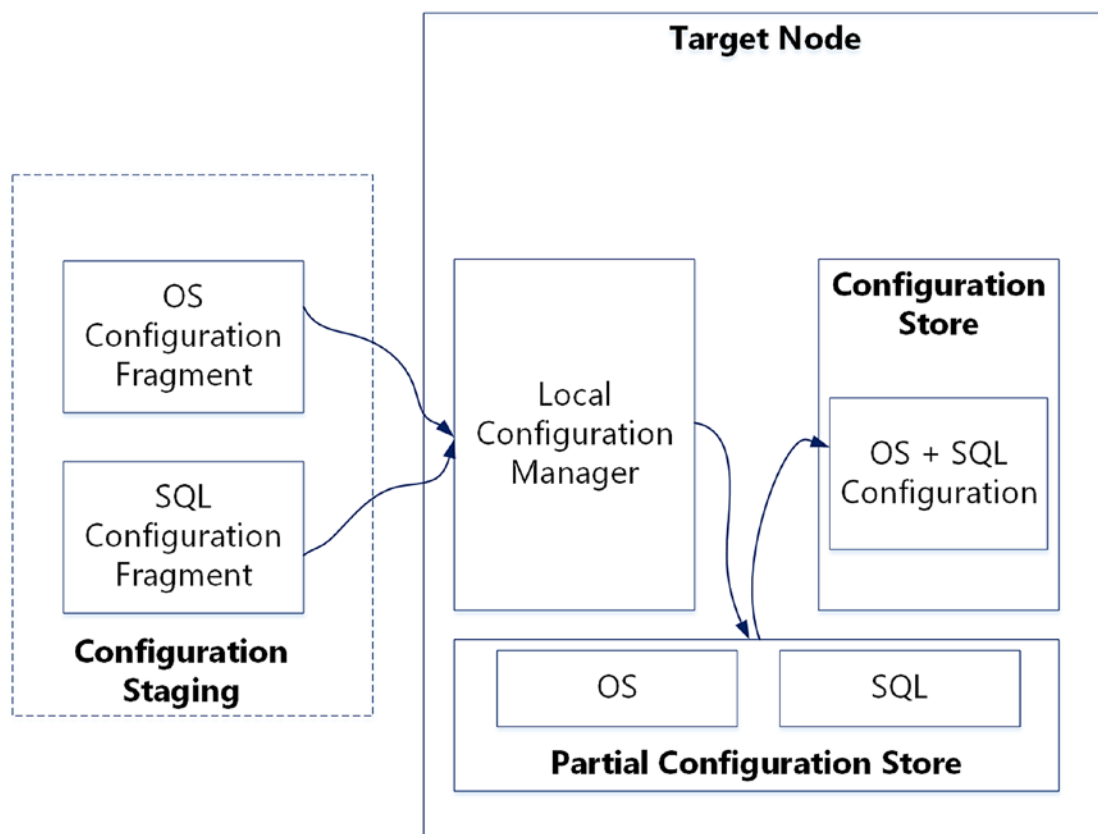 Target Node
OS
Configuration
Fragment
SQL
Configuration
Fragment
Configuration
Staging
Local
Configuration
Manager
Configuration
Store
OS + SQL
Configuration
OS
SQL
Partial Configuration Store